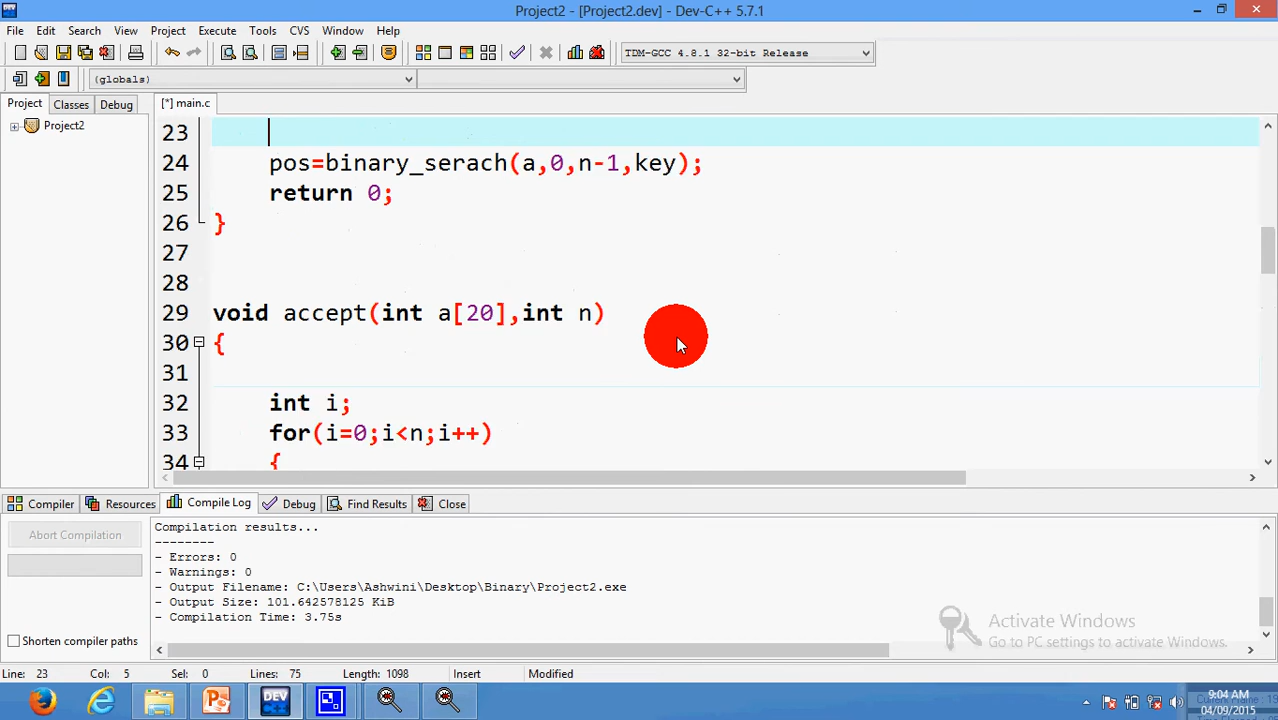 Project2 - [Project2.dev] - Dev-C++ 5.7.1
File Edit Search View Project Execute Tools CVS Window Help
TDM-GCC 4.8.1 32-bit Release
(globals)
Project Classes Debug
[*] main.c
Project2
23
24 pos=binary_serach(a,0,n-1,key);
25 return 0;
26 }
27
28
29 void accept(int a[20],int n)
30 {
31
32 int i;
33 for(i=0;i<n;i++)
34 {
Compiler Resources Compile Log Debug Find Results Close
Abort Compilation
Shorten compiler paths
Compilation results...
--------
- Errors: 0
- Warnings: 0
- Output Filename: C:\Users\Ashwini\Desktop\Binary\Project2.exe
- Output Size: 101.642578125 KiB
- Compilation Time: 3.75s
Activate Windows
Go to PC settings to activate Windows.
Line: 23 Col: 5 Sel: 0 Lines: 75 Length: 1098 Insert Modified
DEV
C++
9:04 AM
04/09/2015